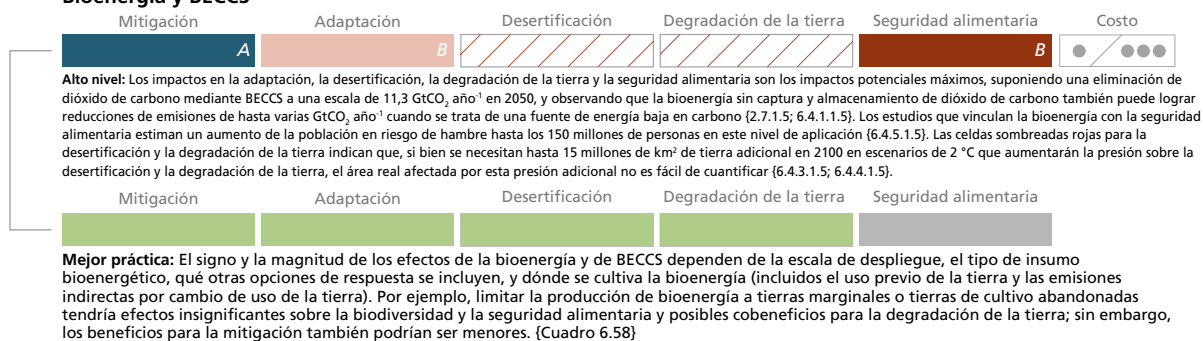 Bioenergía y BECCS
Mitigación Adaptación Desertificación Degradación de la tierra Seguridad alimentaria Costo
A B B
Alto nivel: Los impactos en la adaptación, la desertificación, la degradación de la tierra y la seguridad alimentaria son los impactos potenciales máximos, suponiendo una eliminación de
dióxido de carbono mediante BECCS a una escala de 11,3 GtCO₂ año⁻¹ en 2050, y observando que la bioenergía sin captura y almacenamiento de dióxido de carbono también puede lograr
reducciones de emisiones de hasta varias GtCO₂ año⁻¹ cuando se trata de una fuente de energía baja en carbono {2.7.1.5; 6.4.1.1.5}. Los estudios que vinculan la bioenergía con la seguridad
alimentaria estiman un aumento de la población en riesgo de hambre hasta los 150 millones de personas en este nivel de aplicación {6.4.5.1.5}. Las celdas sombreadas rojas para la
desertificación y la degradación de la tierra indican que, si bien se necesitan hasta 15 millones de km² de tierra adicional en 2100 en escenarios de 2 °C que aumentarán la presión sobre la
desertificación y la degradación de la tierra, el área real afectada por esta presión adicional no es fácil de cuantificar {6.4.3.1.5; 6.4.4.1.5}.
Mitigación Adaptación Desertificación Degradación de la tierra Seguridad alimentaria
Mejor práctica: El signo y la magnitud de los efectos de la bioenergía y de BECCS dependen de la escala de despliegue, el tipo de insumo
bioenergético, qué otras opciones de respuesta se incluyen, y dónde se cultiva la bioenergía (incluidos el uso previo de la tierra y las emisiones
indirectas por cambio de uso de la tierra). Por ejemplo, limitar la producción de bioenergía a tierras marginales o tierras de cultivo abandonadas
tendría efectos insignificantes sobre la biodiversidad y la seguridad alimentaria y posibles cobeneficios para la degradación de la tierra; sin embargo,
los beneficios para la mitigación también podrían ser menores. {Cuadro 6.58}